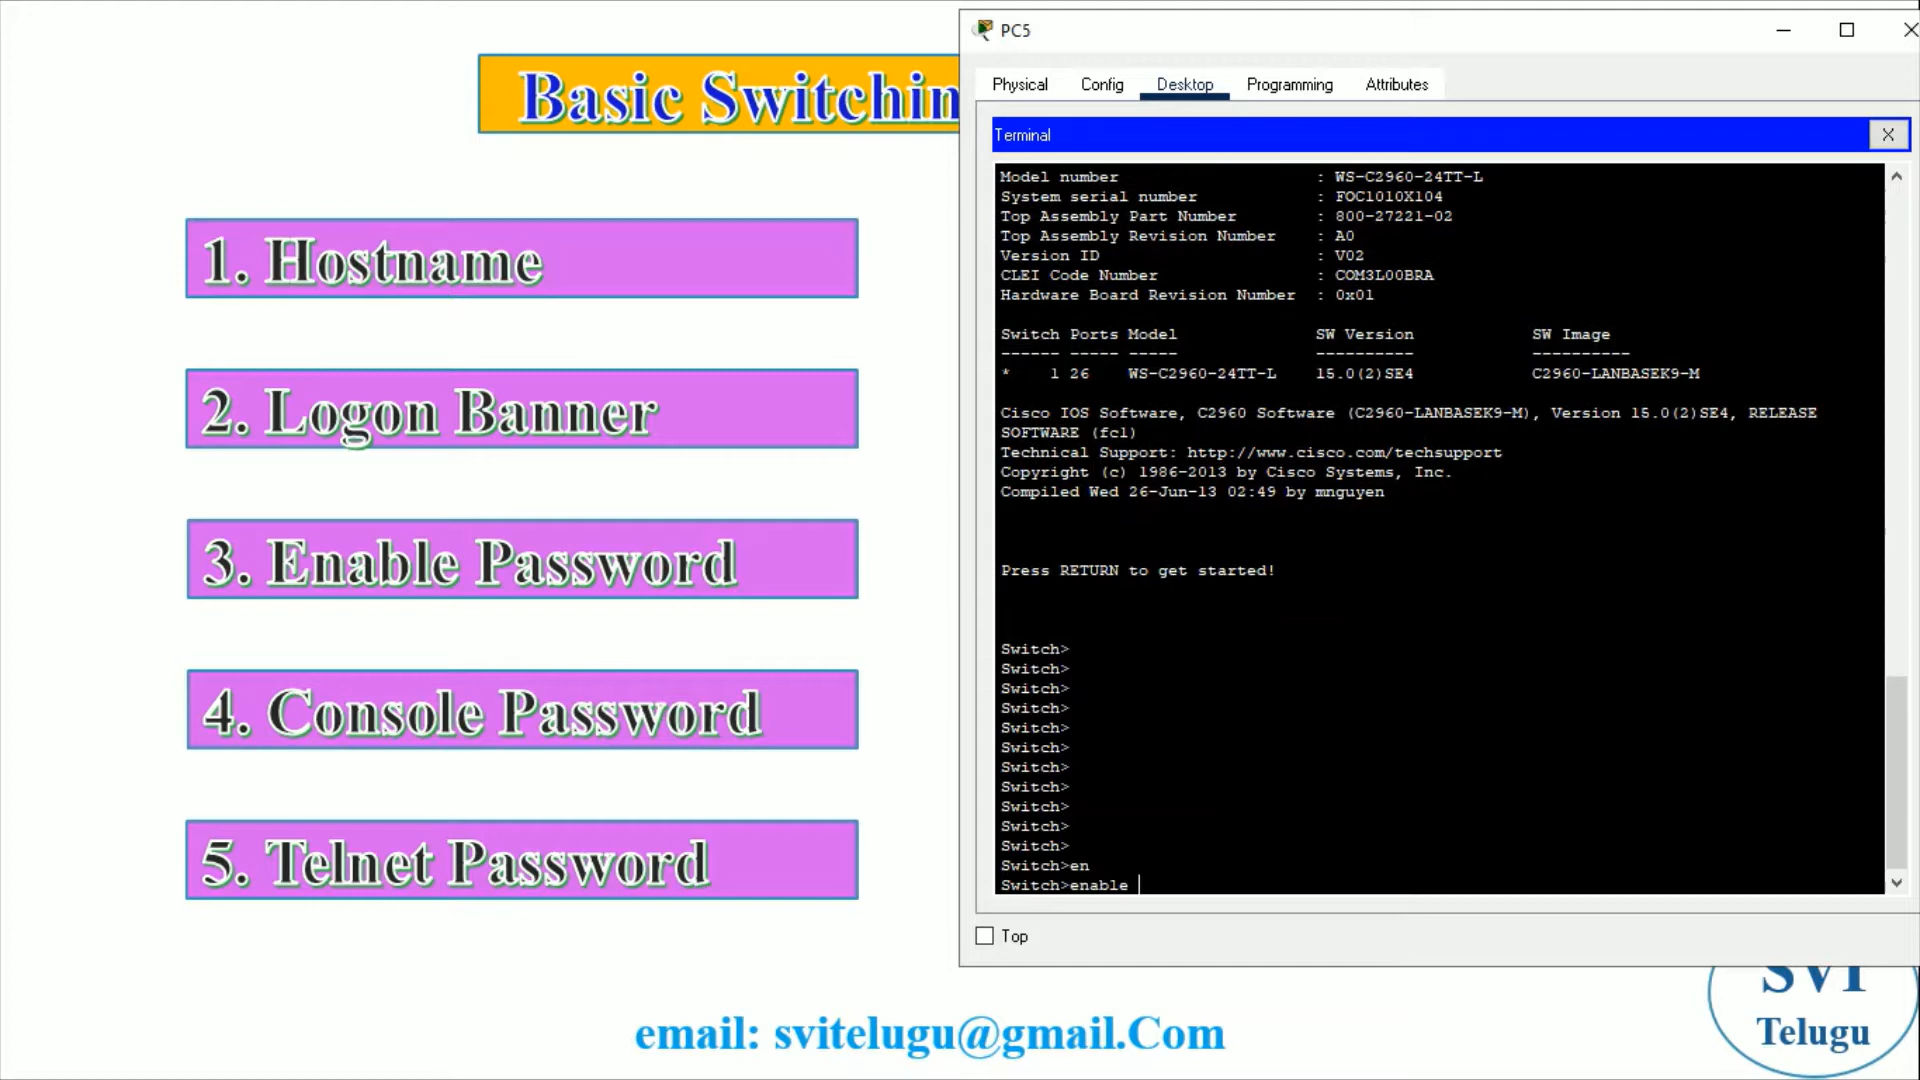 Basic Switchin
1. Hostname
2. Logon Banner
3. Enable Password
4. Console Password
5. Telnet Password
email: svitelugu@gmail.Com
SVI
Telugu
PC5
Physical Config Desktop Programming Attributes
Terminal
X
Model number : WS-C2960-24TT-L
System serial number : FOC1010X104
Top Assembly Part Number : 800-27221-02
Top Assembly Revision Number : A0
Version ID : V02
CLEI Code Number : COM3L00BRA
Hardware Board Revision Number : 0x01
Switch Ports Model SW Version SW Image
------ ----- ----- ---------- ----------
* 1 26 WS-C2960-24TT-L 15.0(2)SE4 C2960-LANBASEK9-M
Cisco IOS Software, C2960 Software (C2960-LANBASEK9-M), Version 15.0(2)SE4, RELEASE
SOFTWARE (fc1)
Technical Support: http://www.cisco.com/techsupport
Copyright (c) 1986-2013 by Cisco Systems, Inc.
Compiled Wed 26-Jun-13 02:49 by mnguyen
Press RETURN to get started!
Switch>
Switch>
Switch>
Switch>
Switch>
Switch>
Switch>
Switch>
Switch>
Switch>
Switch>
Switch>en
Switch>enable
Top